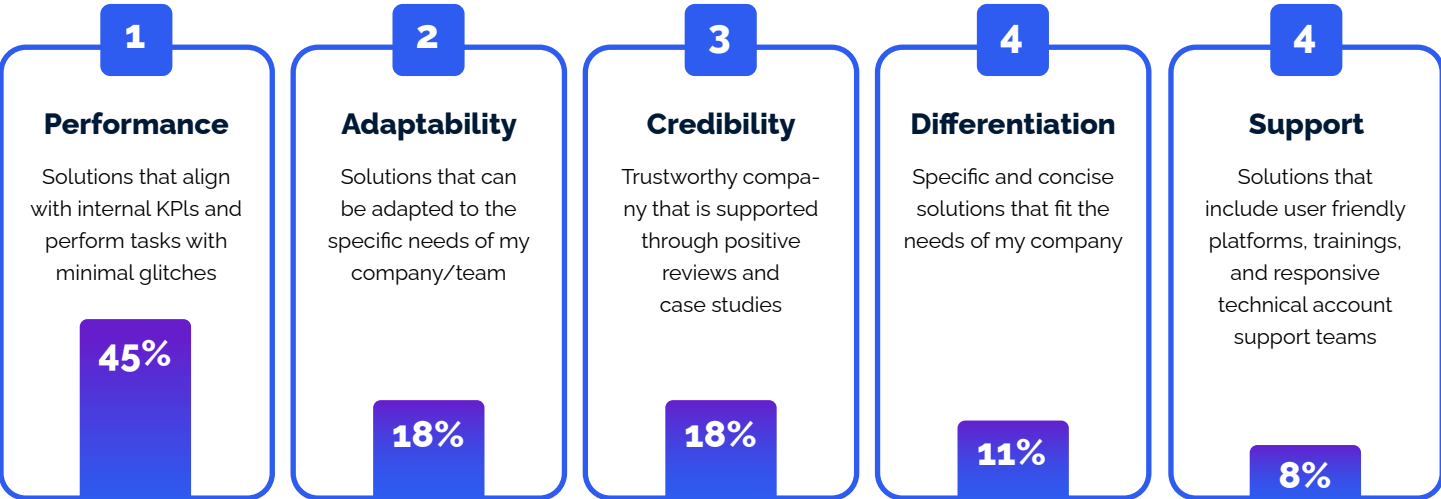 1
Performance
Solutions that align
with internal KPls and
perform tasks with
minimal glitches
45%
2
Adaptability
Solutions that can
be adapted to the
specific needs of my
company/team
18%
3
Credibility
Trustworthy compa-
ny that is supported
through positive
reviews and
case studies
18%
4
Differentiation
Specific and concise
solutions that fit the
needs of my company
11%
4
Support
Solutions that
include user friendly
platforms, trainings,
and responsive
technical account
support teams
8%